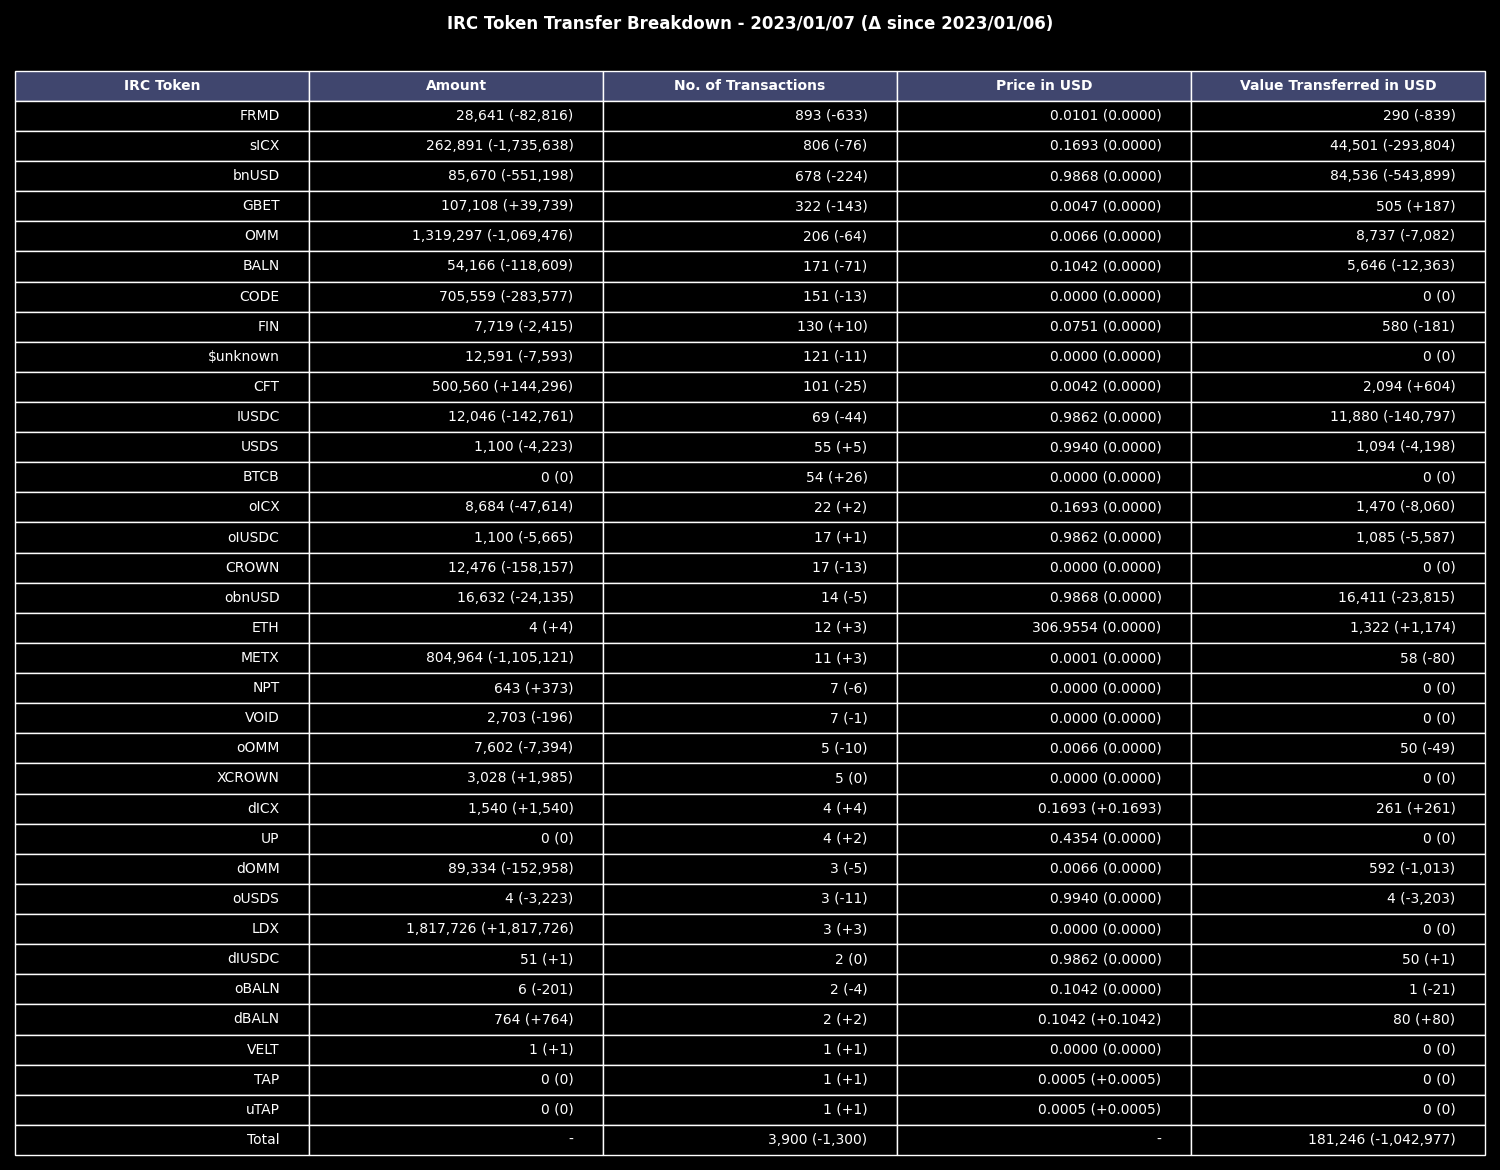 IRC Token Transfer Breakdown - 2023/01/07 (Δ since 2023/01/06)
IRC Token Amount No. of Transactions Price in USD Value Transferred in USD
FRMD 28,641 (-82,816) 893 (-633) 0.0101 (0.0000) 290 (-839)
sICX 262,891 (-1,735,638) 806 (-76) 0.1693 (0.0000) 44,501 (-293,804)
bnUSD 85,670 (-551,198) 678 (-224) 0.9868 (0.0000) 84,536 (-543,899)
GBET 107,108 (+39,739) 322 (-143) 0.0047 (0.0000) 505 (+187)
OMM 1,319,297 (-1,069,476) 206 (-64) 0.0066 (0.0000) 8,737 (-7,082)
BALN 54,166 (-118,609) 171 (-71) 0.1042 (0.0000) 5,646 (-12,363)
CODE 705,559 (-283,577) 151 (-13) 0.0000 (0.0000) 0 (0)
FIN 7,719 (-2,415) 130 (+10) 0.0751 (0.0000) 580 (-181)
$unknown 12,591 (-7,593) 121 (-11) 0.0000 (0.0000) 0 (0)
CFT 500,560 (+144,296) 101 (-25) 0.0042 (0.0000) 2,094 (+604)
IUSDC 12,046 (-142,761) 69 (-44) 0.9862 (0.0000) 11,880 (-140,797)
USDS 1,100 (-4,223) 55 (+5) 0.9940 (0.0000) 1,094 (-4,198)
BTCB 0 (0) 54 (+26) 0.0000 (0.0000) 0 (0)
oICX 8,684 (-47,614) 22 (+2) 0.1693 (0.0000) 1,470 (-8,060)
oIUSDC 1,100 (-5,665) 17 (+1) 0.9862 (0.0000) 1,085 (-5,587)
CROWN 12,476 (-158,157) 17 (-13) 0.0000 (0.0000) 0 (0)
obnUSD 16,632 (-24,135) 14 (-5) 0.9868 (0.0000) 16,411 (-23,815)
ETH 4 (+4) 12 (+3) 306.9554 (0.0000) 1,322 (+1,174)
METX 804,964 (-1,105,121) 11 (+3) 0.0001 (0.0000) 58 (-80)
NPT 643 (+373) 7 (-6) 0.0000 (0.0000) 0 (0)
VOID 2,703 (-196) 7 (-1) 0.0000 (0.0000) 0 (0)
oOMM 7,602 (-7,394) 5 (-10) 0.0066 (0.0000) 50 (-49)
XCROWN 3,028 (+1,985) 5 (0) 0.0000 (0.0000) 0 (0)
dICX 1,540 (+1,540) 4 (+4) 0.1693 (+0.1693) 261 (+261)
UP 0 (0) 4 (+2) 0.4354 (0.0000) 0 (0)
dOMM 89,334 (-152,958) 3 (-5) 0.0066 (0.0000) 592 (-1,013)
oUSDS 4 (-3,223) 3 (-11) 0.9940 (0.0000) 4 (-3,203)
LDX 1,817,726 (+1,817,726) 3 (+3) 0.0000 (0.0000) 0 (0)
dIUSDC 51 (+1) 2 (0) 0.9862 (0.0000) 50 (+1)
oBALN 6 (-201) 2 (-4) 0.1042 (0.0000) 1 (-21)
dBALN 764 (+764) 2 (+2) 0.1042 (+0.1042) 80 (+80)
VELT 1 (+1) 1 (+1) 0.0000 (0.0000) 0 (0)
TAP 0 (0) 1 (+1) 0.0005 (+0.0005) 0 (0)
uTAP 0 (0) 1 (+1) 0.0005 (+0.0005) 0 (0)
Total - 3,900 (-1,300) - 181,246 (-1,042,977)